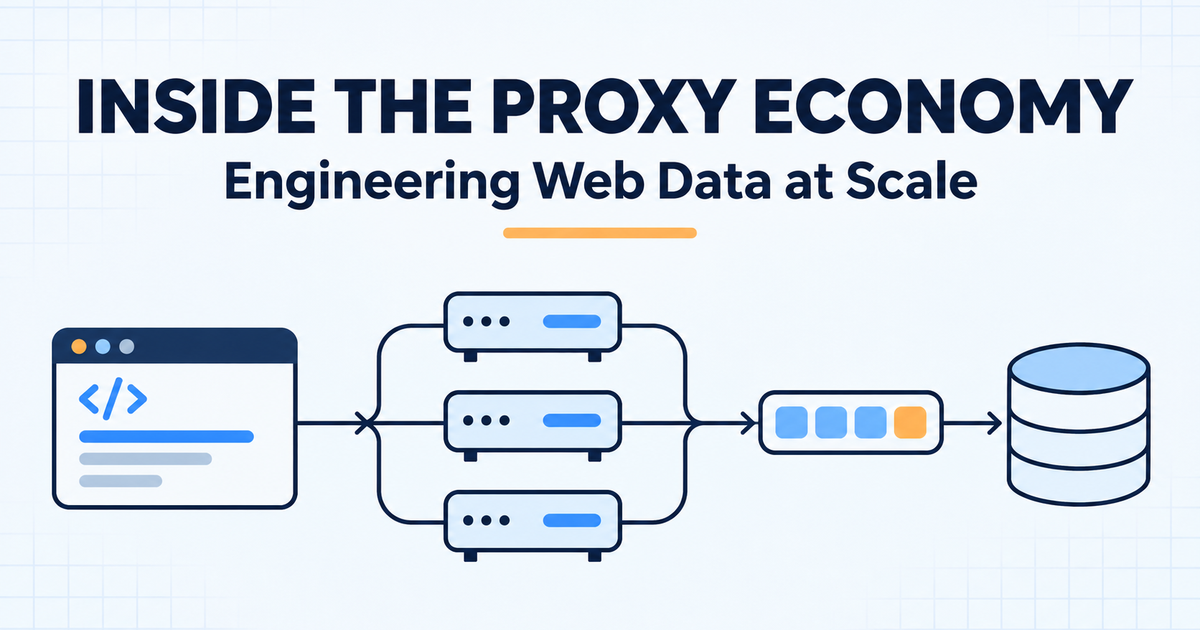 INSIDE THE PROXY ECONOMY
Engineering Web Data at Scale
</>